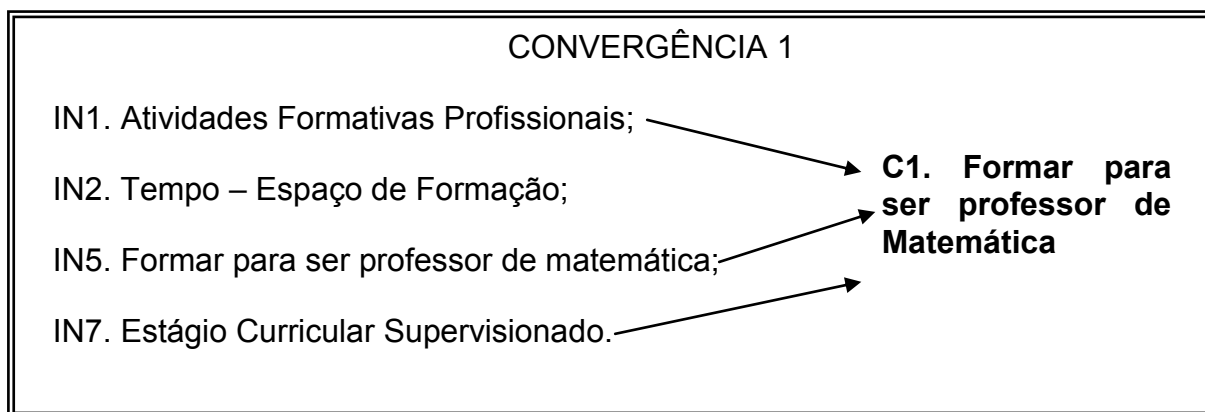 CONVERGÊNCIA 1
IN1. Atividades Formativas Profissionais;
IN2. Tempo – Espaço de Formação;
IN5. Formar para ser professor de matemática;
IN7. Estágio Curricular Supervisionado.
C1. Formar para
ser professor de
Matemática